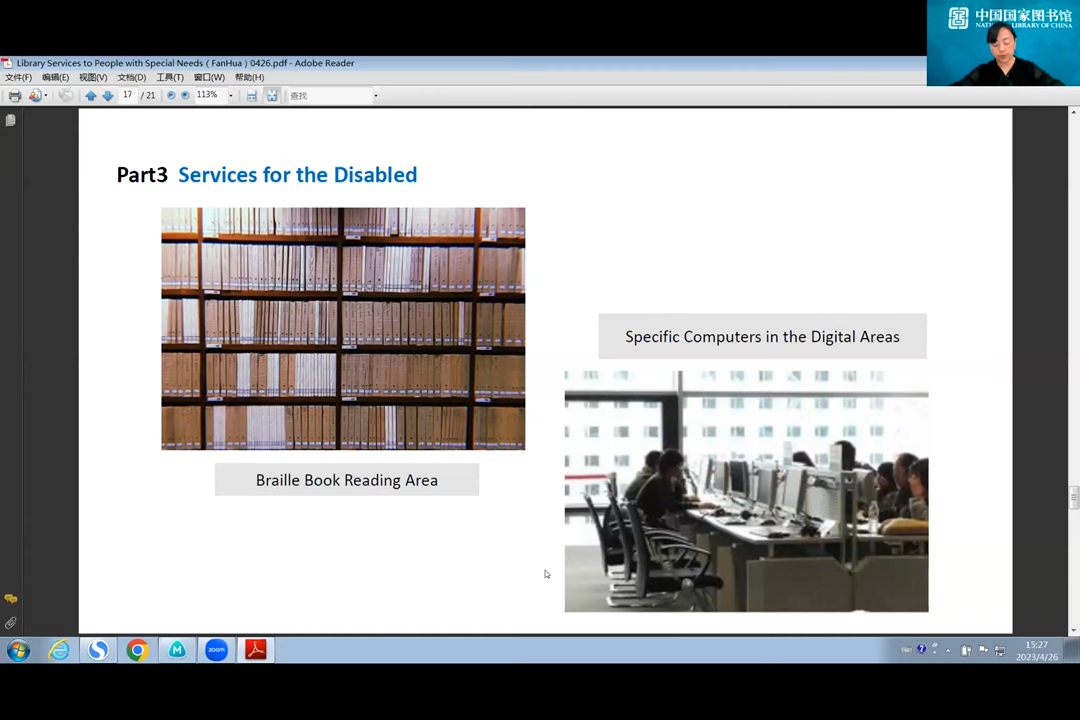 中国国家图书馆
NATIONAL LIBRARY OF CHINA
Library Services to People with Special Needs ( FanHua ) 0426.pdf - Adobe Reader
文件(F) 编辑(E) 视图(V) 文档(D) 工具(T) 窗口(W) 帮助(H)
17 / 21 113% 查找
Part3 Services for the Disabled
Specific Computers in the Digital Areas
Braille Book Reading Area
zoom
15:27
2023/4/26